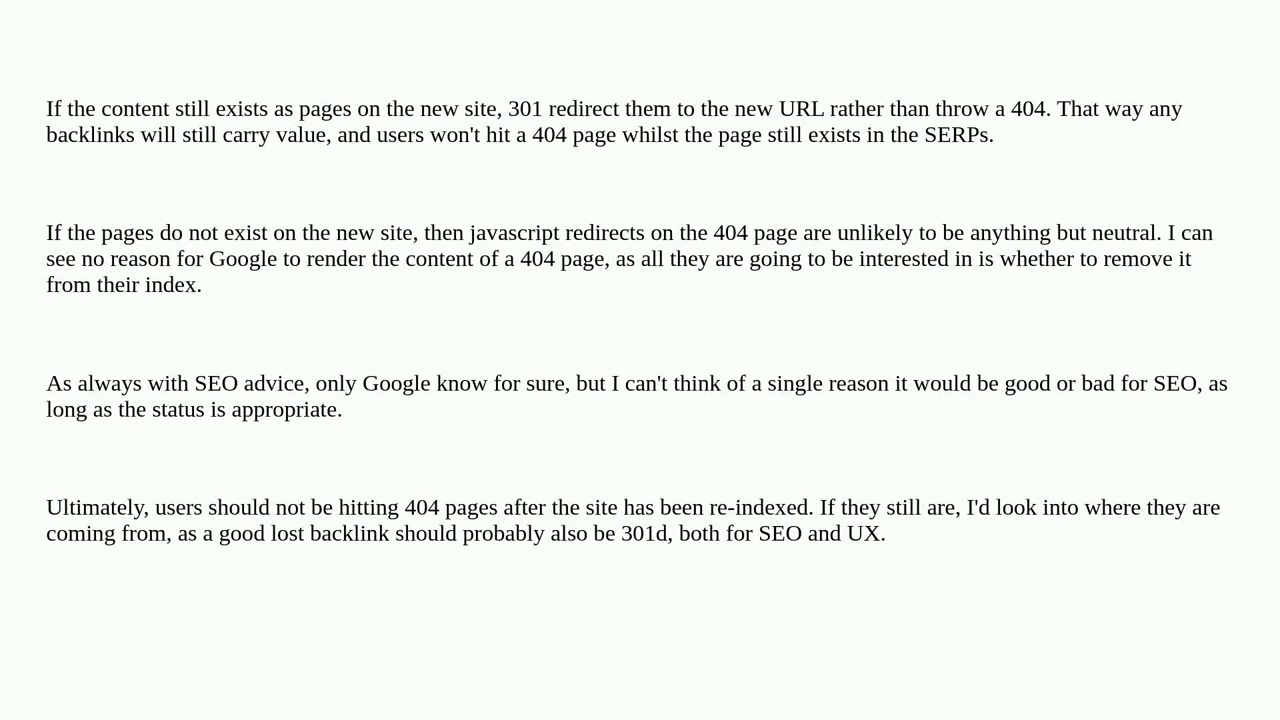 If the content still exists as pages on the new site, 301 redirect them to the new URL rather than throw a 404. That way any
backlinks will still carry value, and users won't hit a 404 page whilst the page still exists in the SERPs.
If the pages do not exist on the new site, then javascript redirects on the 404 page are unlikely to be anything but neutral. I can
see no reason for Google to render the content of a 404 page, as all they are going to be interested in is whether to remove it
from their index.
As always with SEO advice, only Google know for sure, but I can't think of a single reason it would be good or bad for SEO, as
long as the status is appropriate.
Ultimately, users should not be hitting 404 pages after the site has been re-indexed. If they still are, I'd look into where they are
coming from, as a good lost backlink should probably also be 301d, both for SEO and UX.